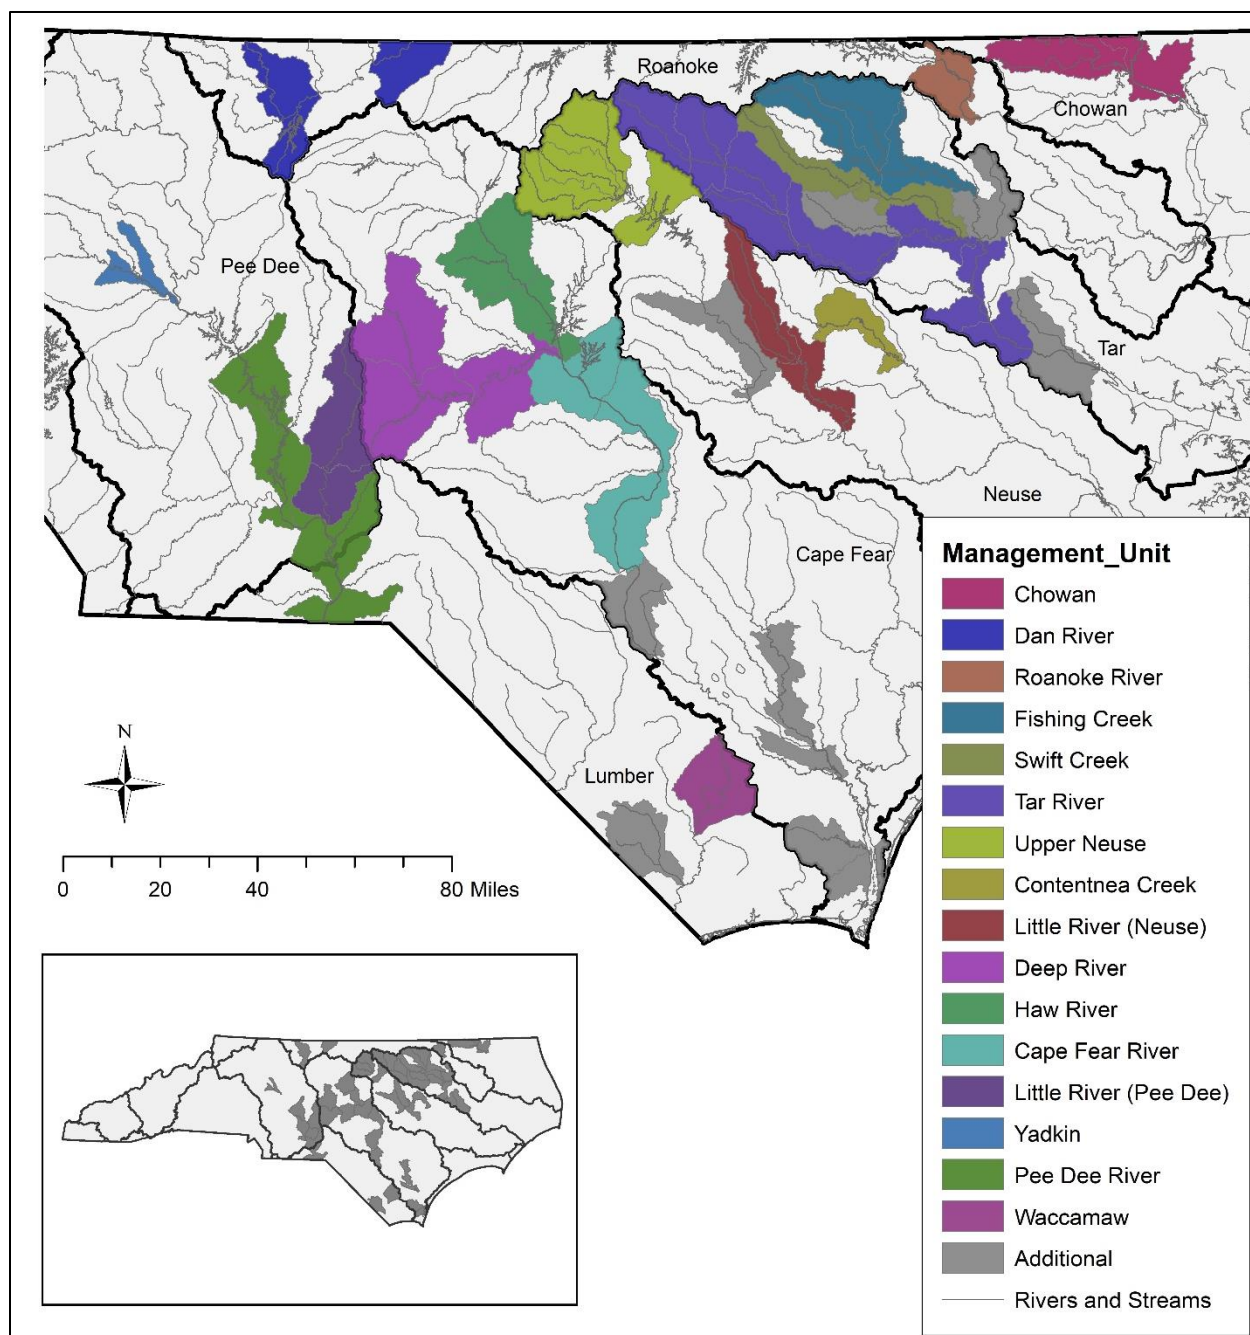 Roanoke
Chowan
Pee Dee
Tar
Neuse
Cape Fear
Lumber
N
0 20 40 80 Miles
Management_Unit
Chowan
Dan River
Roanoke River
Fishing Creek
Swift Creek
Tar River
Upper Neuse
Contentnea Creek
Little River (Neuse)
Deep River
Haw River
Cape Fear River
Little River (Pee Dee)
Yadkin
Pee Dee River
Waccamaw
Additional
Rivers and Streams